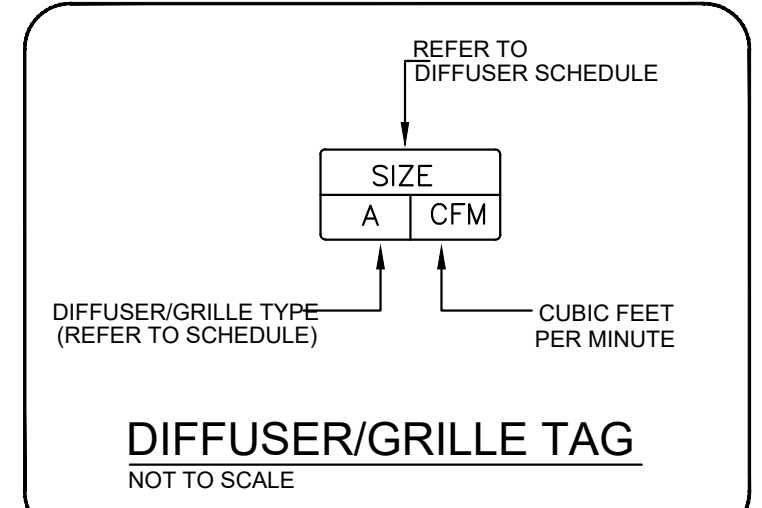 REFER TO
DIFFUSER SCHEDULE
SIZE
A CFM
DIFFUSER/GRILLE TYPE
(REFER TO SCHEDULE)
CUBIC FEET
PER MINUTE
DIFFUSER/GRILLE TAG
NOT TO SCALE